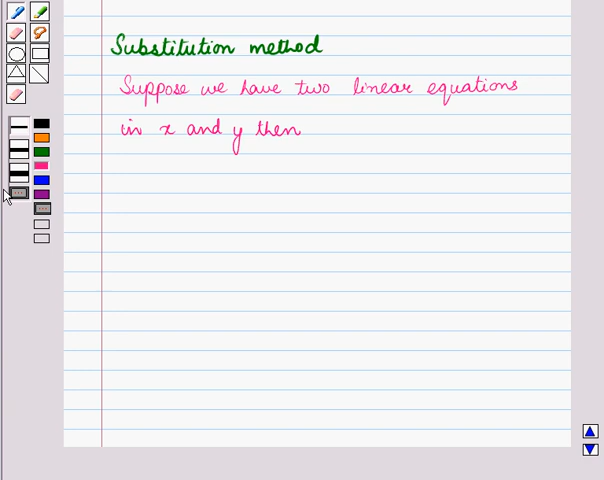 Substitution method
Suppose we have two linear equations
in x and y then